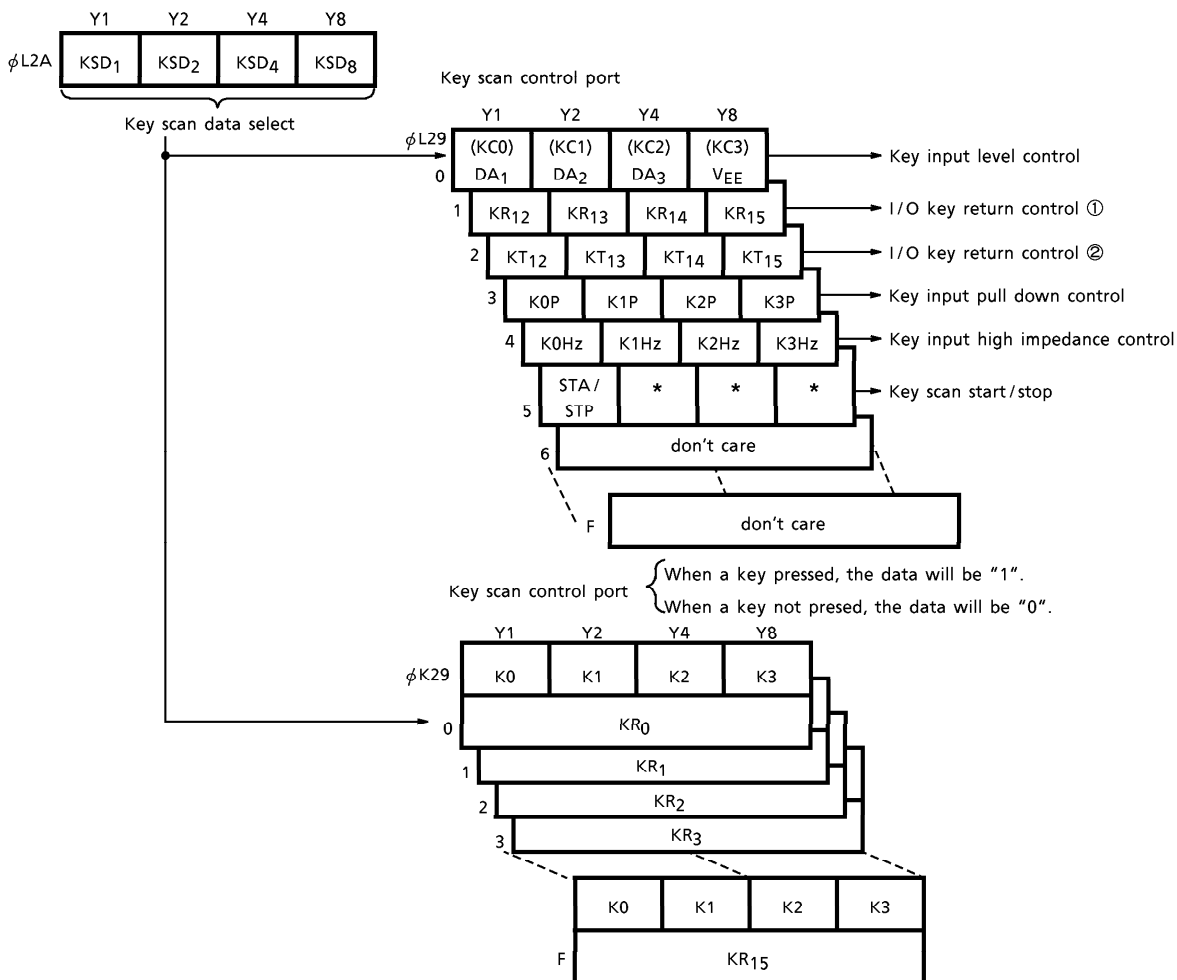 Y1 Y2 Y4 Y8
φL2A KSD1 KSD2 KSD4 KSD8
Key scan data select
Key scan control port
Y1 Y2 Y4 Y8
φL29
0 (KC0) DA1 (KC1) DA2 (KC2) DA3 (KC3) VEE Key input level control
1 KR12 KR13 KR14 KR15 I/O key return control ①
2 KT12 KT13 KT14 KT15 I/O key return control ②
3 K0P K1P K2P K3P Key input pull down control
4 K0Hz K1Hz K2Hz K3Hz Key input high impedance control
5 STA/STP * * * Key scan start/stop
6 don't care
F don't care
Key scan control port
When a key pressed, the data will be "1".
When a key not presed, the data will be "0".
Y1 Y2 Y4 Y8
φK29 K0 K1 K2 K3
0 KR0
1 KR1
2 KR2
3 KR3
K0 K1 K2 K3
F KR15